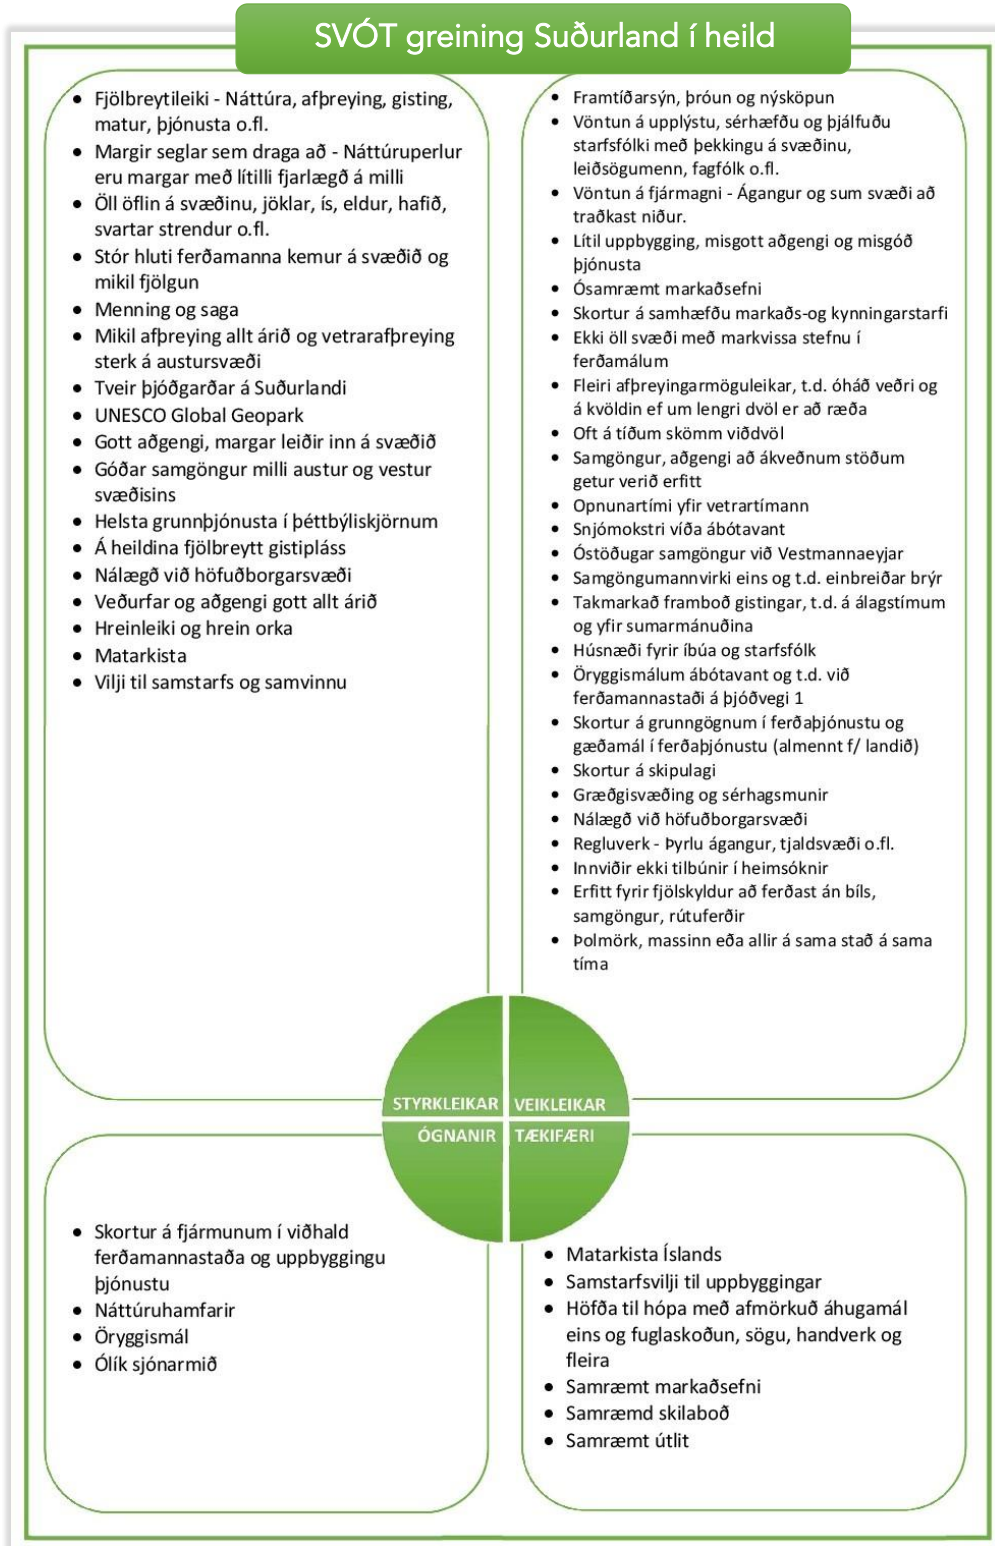 SVÓT greining Suðurland í heild
• Fjölbreytileiki - Náttúra, afþreying, gisting,
matur, þjónusta o.fl.
• Margir seglar sem draga að - Náttúruperlur
eru margar með lítilli fjarlægð á milli
• Öll öflin á svæðinu, jöklar, ís, eldur, hafið,
svartar strendur o.fl.
• Stór hluti ferðamanna kemur á svæðið og
mikil fjölgun
• Menning og saga
• Mikil afþreying allt árið og vetrarafþreying
sterk á austursvæði
• Tveir þjóðgarðar á Suðurlandi
• UNESCO Global Geopark
• Gott aðgengi, margar leiðir inn á svæðið
• Góðar samgöngur milli austur og vestur
svæðisins
• Helsta grunnþjónusta í þéttbýliskjörnum
• Á heildina fjölbreytt gistipláss
• Nálægð við höfuðborgarsvæði
• Veðurfar og aðgengi gott allt árið
• Hreinleiki og hrein orka
• Matarkista
• Vilji til samstarfs og samvinnu
• Framtíðarsýn, þróun og nýsköpun
• Vöntun á upplýstu, sérhæfðu og þjálfuðu
starfsfólki með þekkingu á svæðinu,
leiðsögumenn, fagfólk o.fl.
• Vöntun á fjármagni - Ágangur og sum svæði að
traðkast niður.
• Lítil uppbygging, misgott aðgengi og misgóð
þjónusta
• Ósamræmt markaðsefni
• Skortur á samhæfðu markaðs-og kynningarstarfi
• Ekki öll svæði með markvissa stefnu í
ferðamálum
• Fleiri afþreyingarmöguleikar, t.d. óháð veðri og
á kvöldin ef um lengri dvöl er að ræða
• Oft á tíðum skömm viðdvöl
• Samgöngur, aðgengi að ákveðnum stöðum
getur verið erfitt
• Opnunartími yfir vetrartímann
• Snjómokstri víða ábótavant
• Óstöðugar samgöngur við Vestmannaeyjar
• Samgöngumannvirki eins og t.d. einbreiðar brýr
• Takmarkað framboð gistingar, t.d. á álagstímum
og yfir sumarmánuðina
• Húsnæði fyrir íbúa og starfsfólk
• Öryggismálum ábótavant og t.d. við
ferðamannastaði á þjóðvegi 1
• Skortur á grunngögnum í ferðaþjónustu og
gæðamál í ferðaþjónustu (almennt f/ landið)
• Skortur á skipulagi
• Græðgisvæðing og sérhagsmunir
• Nálægð við höfuðborgarsvæði
• Regluverk - Þyrlu ágangur, tjaldsvæði o.fl.
• Innviðir ekki tilbúnir í heimsóknir
• Erfitt fyrir fjölskyldur að ferðast án bíls,
samgöngur, rútuferðir
• Þolmörk, massinn eða allir á sama stað á sama
tíma
STYRKLEIKAR
VEIKLEIKAR
ÓGNANIR
TÆKIFÆRI
• Skortur á fjármunum í viðhald
ferðamannastaða og uppbyggingu
þjónustu
• Náttúruhamfarir
• Öryggismál
• Ólík sjónarmið
• Matarkista Íslands
• Samstarfsvilji til uppbyggingar
• Höfða til hópa með afmörkuð áhugamál
eins og fuglaskoðun, sögu, handverk og
fleira
• Samræmt markaðsefni
• Samræmd skilaboð
• Samræmt útlit